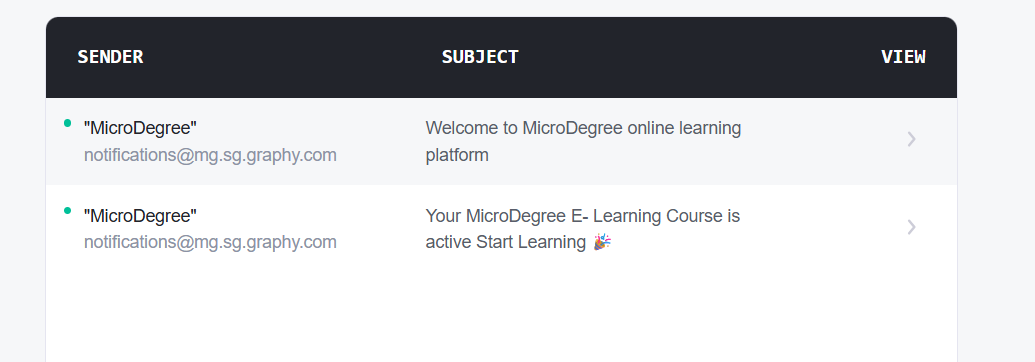 SENDER SUBJECT VIEW
"MicroDegree" Welcome to MicroDegree online learning
notifications@mg.sg.graphy.com platform
"MicroDegree" Your MicroDegree E- Learning Course is
notifications@mg.sg.graphy.com active Start Learning 🎉